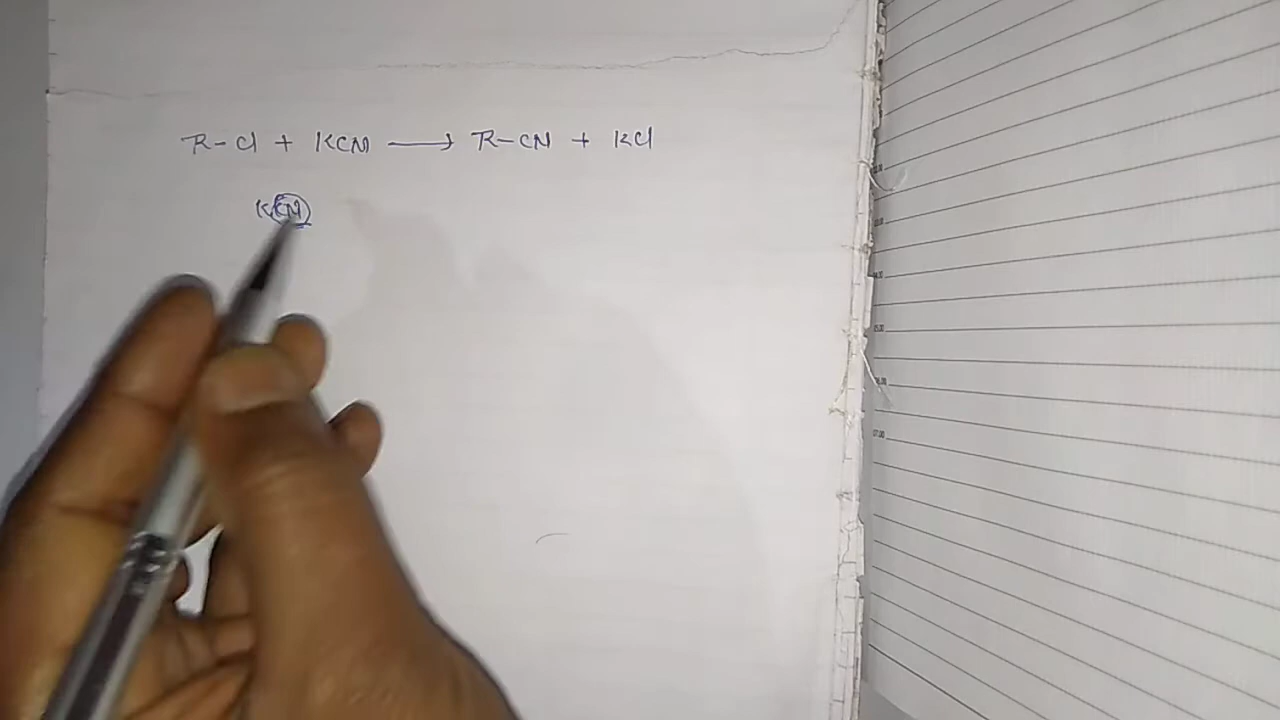 R-Cl + KCN ⟶ R-CN + KCl
KCN